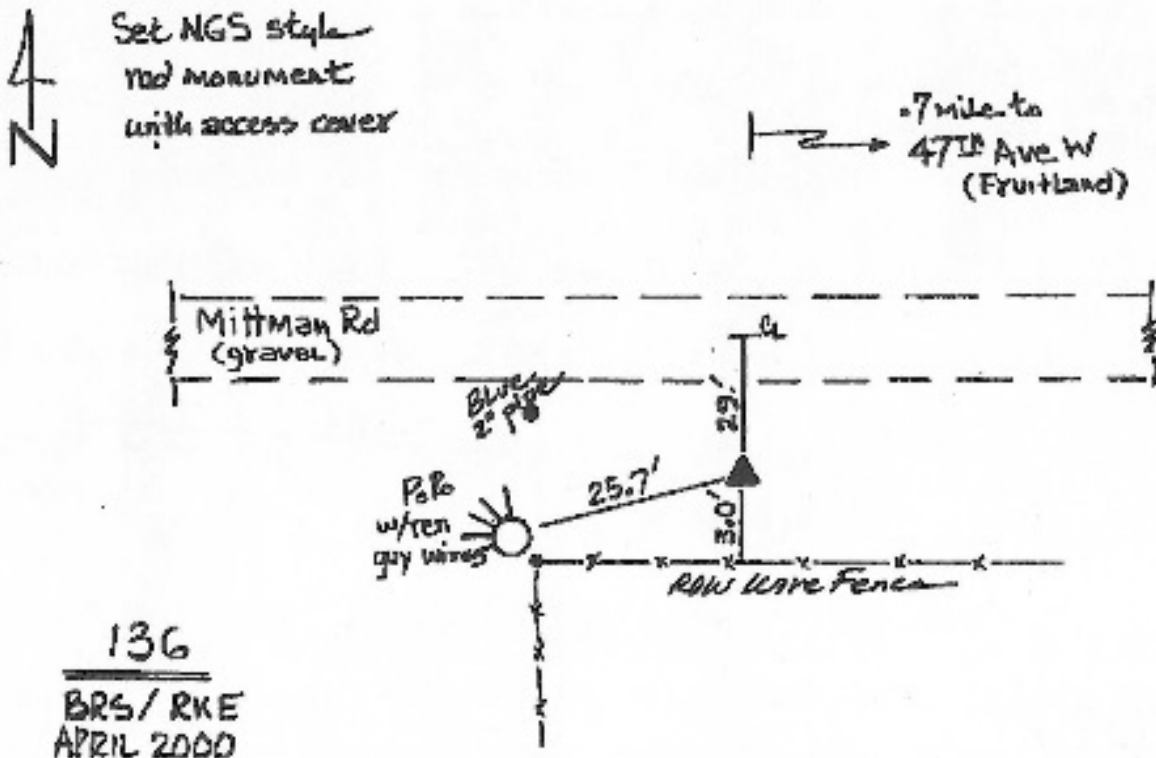 Set NGS style
rod monument
with access cover
N
.7 mile to
47TH Ave W
(Fruitland)
Mittman Rd
(gravel)
℄
29'
Blue
2" Pipe
25.7'
3.0'
P.P.
w/ten
guy wires
ROW Wire Fence
136
BRS/RKE
APRIL 2000